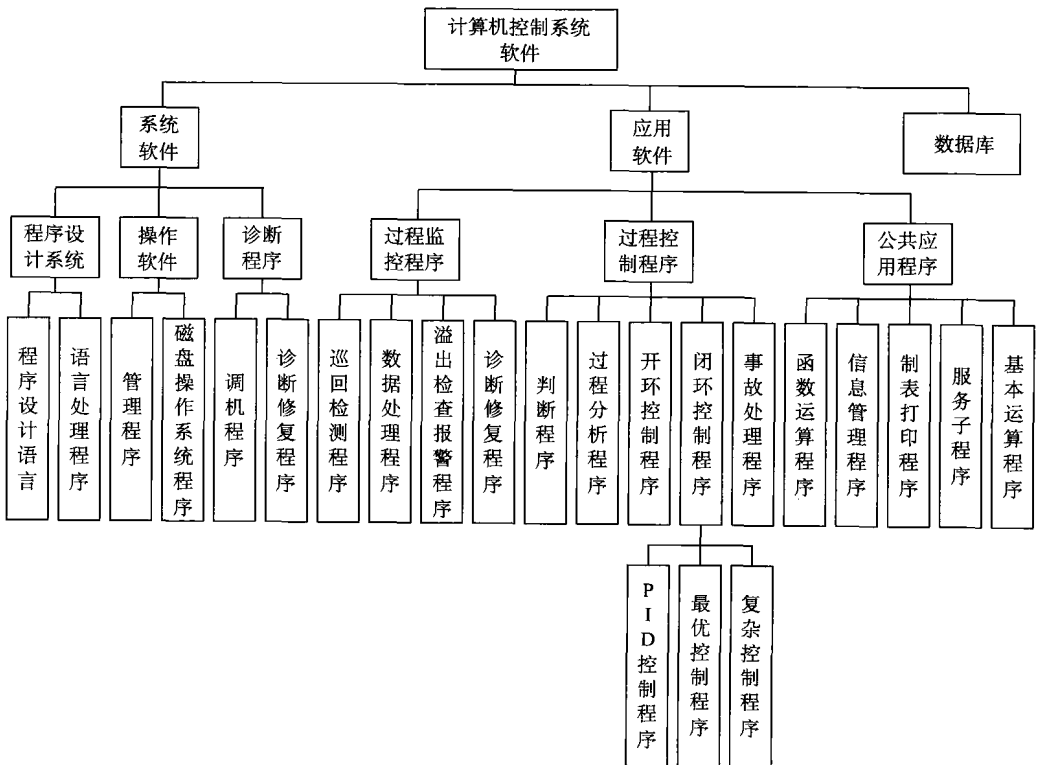 计算机控制系统
软件
系统
软件
应用
软件
数据库
程序设
计系统
操作
软件
诊断
程序
过程监
控程序
过程控
制程序
公共应
用程序
程序设计语言
语言处理程序
管理程序
磁盘操作系统程序
调机程序
诊断修复程序
巡回检测程序
数据处理程序
溢出检查报警程序
诊断修复程序
判断程序
过程分析程序
开环控制程序
闭环控制程序
事故处理程序
函数运算程序
信息管理程序
制表打印程序
服务子程序
基本运算程序
PID控制程序
最优控制程序
复杂控制程序